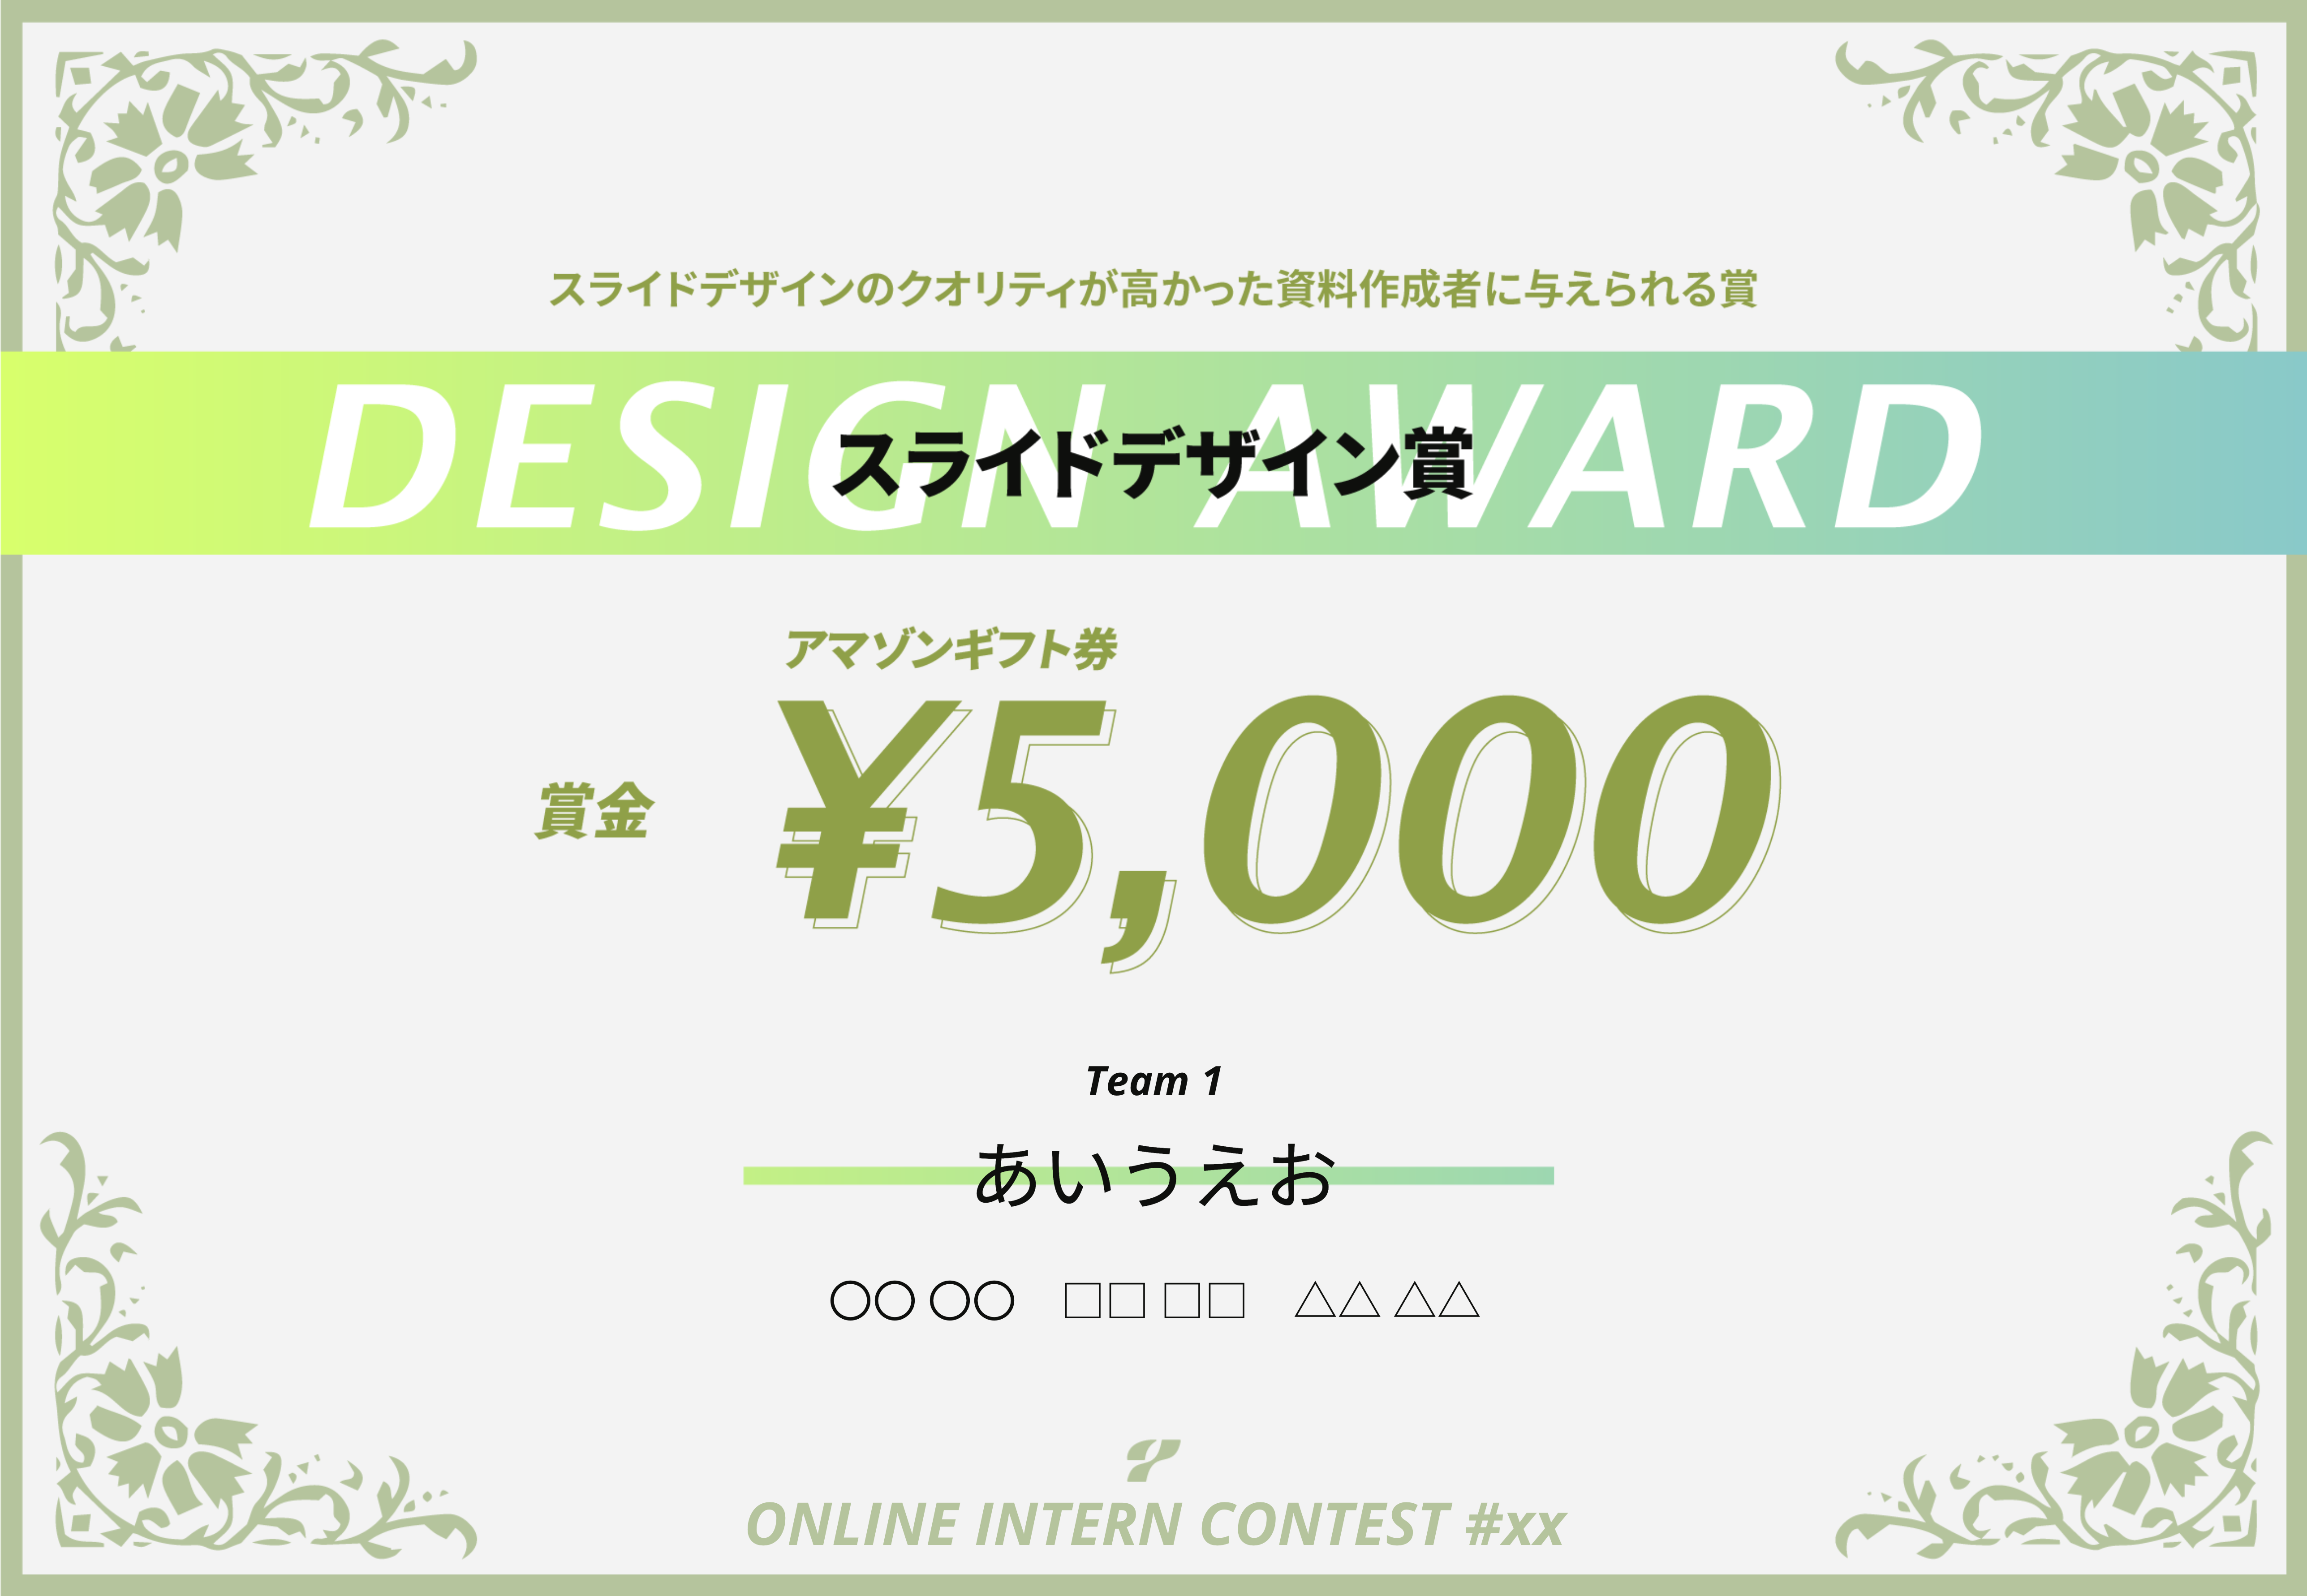 スライドデザインのクオリティが高かった資料作成者に与えられる賞
DESIGN AWARD
スライドデザイン賞
アマゾンギフト券
賞金 ¥5,000
Team 1
あいうえお
○○ ○○ □□ □□ △△ △△
ONLINE INTERN CONTEST #xx